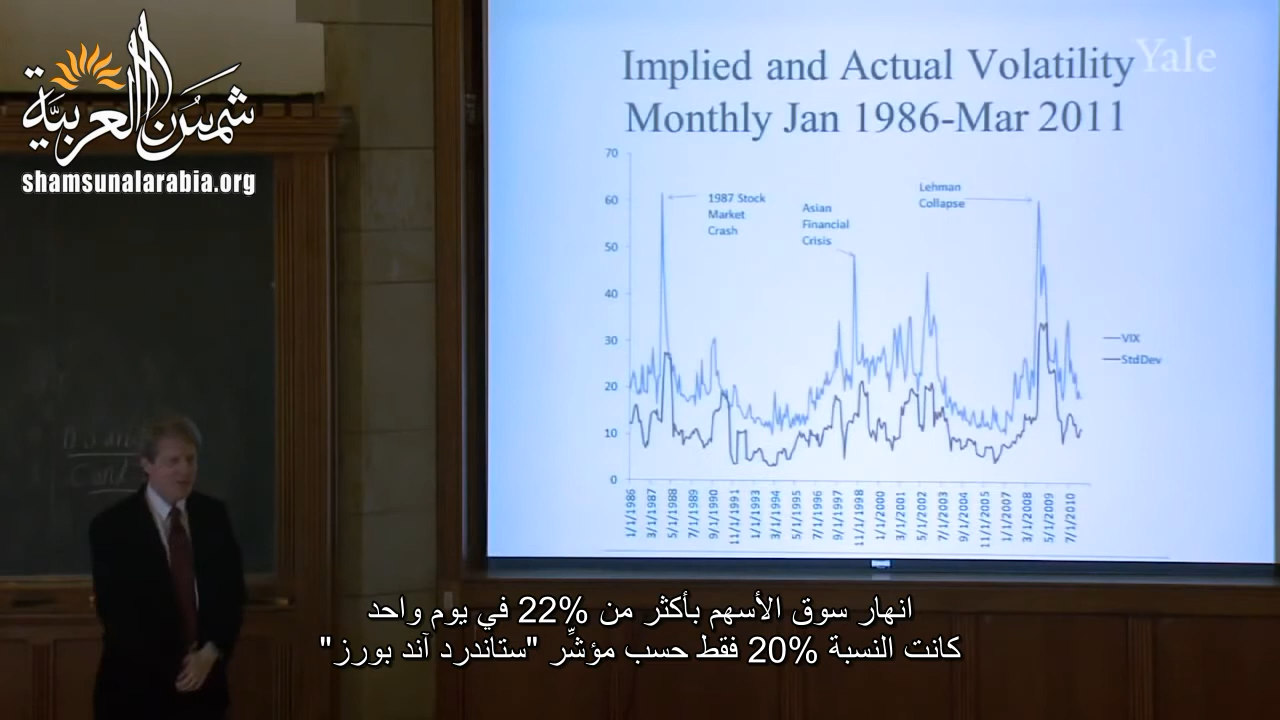 شمسُنا العربيّة
shamsunalarabia.org
Yale
Implied and Actual Volatility
Monthly Jan 1986-Mar 2011
70
60
50
40
30
20
10
0
1987 Stock
Market
Crash
Asian
Financial
Crisis
Lehman
Collapse
VIX
StdDev
1/1/1986
3/1/1987
5/1/1988
7/1/1989
9/1/1990
11/1/1991
1/1/1993
3/1/1994
5/1/1995
7/1/1996
9/1/1997
11/1/1998
1/1/2000
3/1/2001
5/1/2002
7/1/2003
9/1/2004
11/1/2005
1/1/2007
3/1/2008
5/1/2009
7/1/2010
انهار سوق الأسهم بأكثر من 22% في يوم واحد
كانت النسبة 20% فقط حسب مؤشِّر "ستاندرد آند بورز"